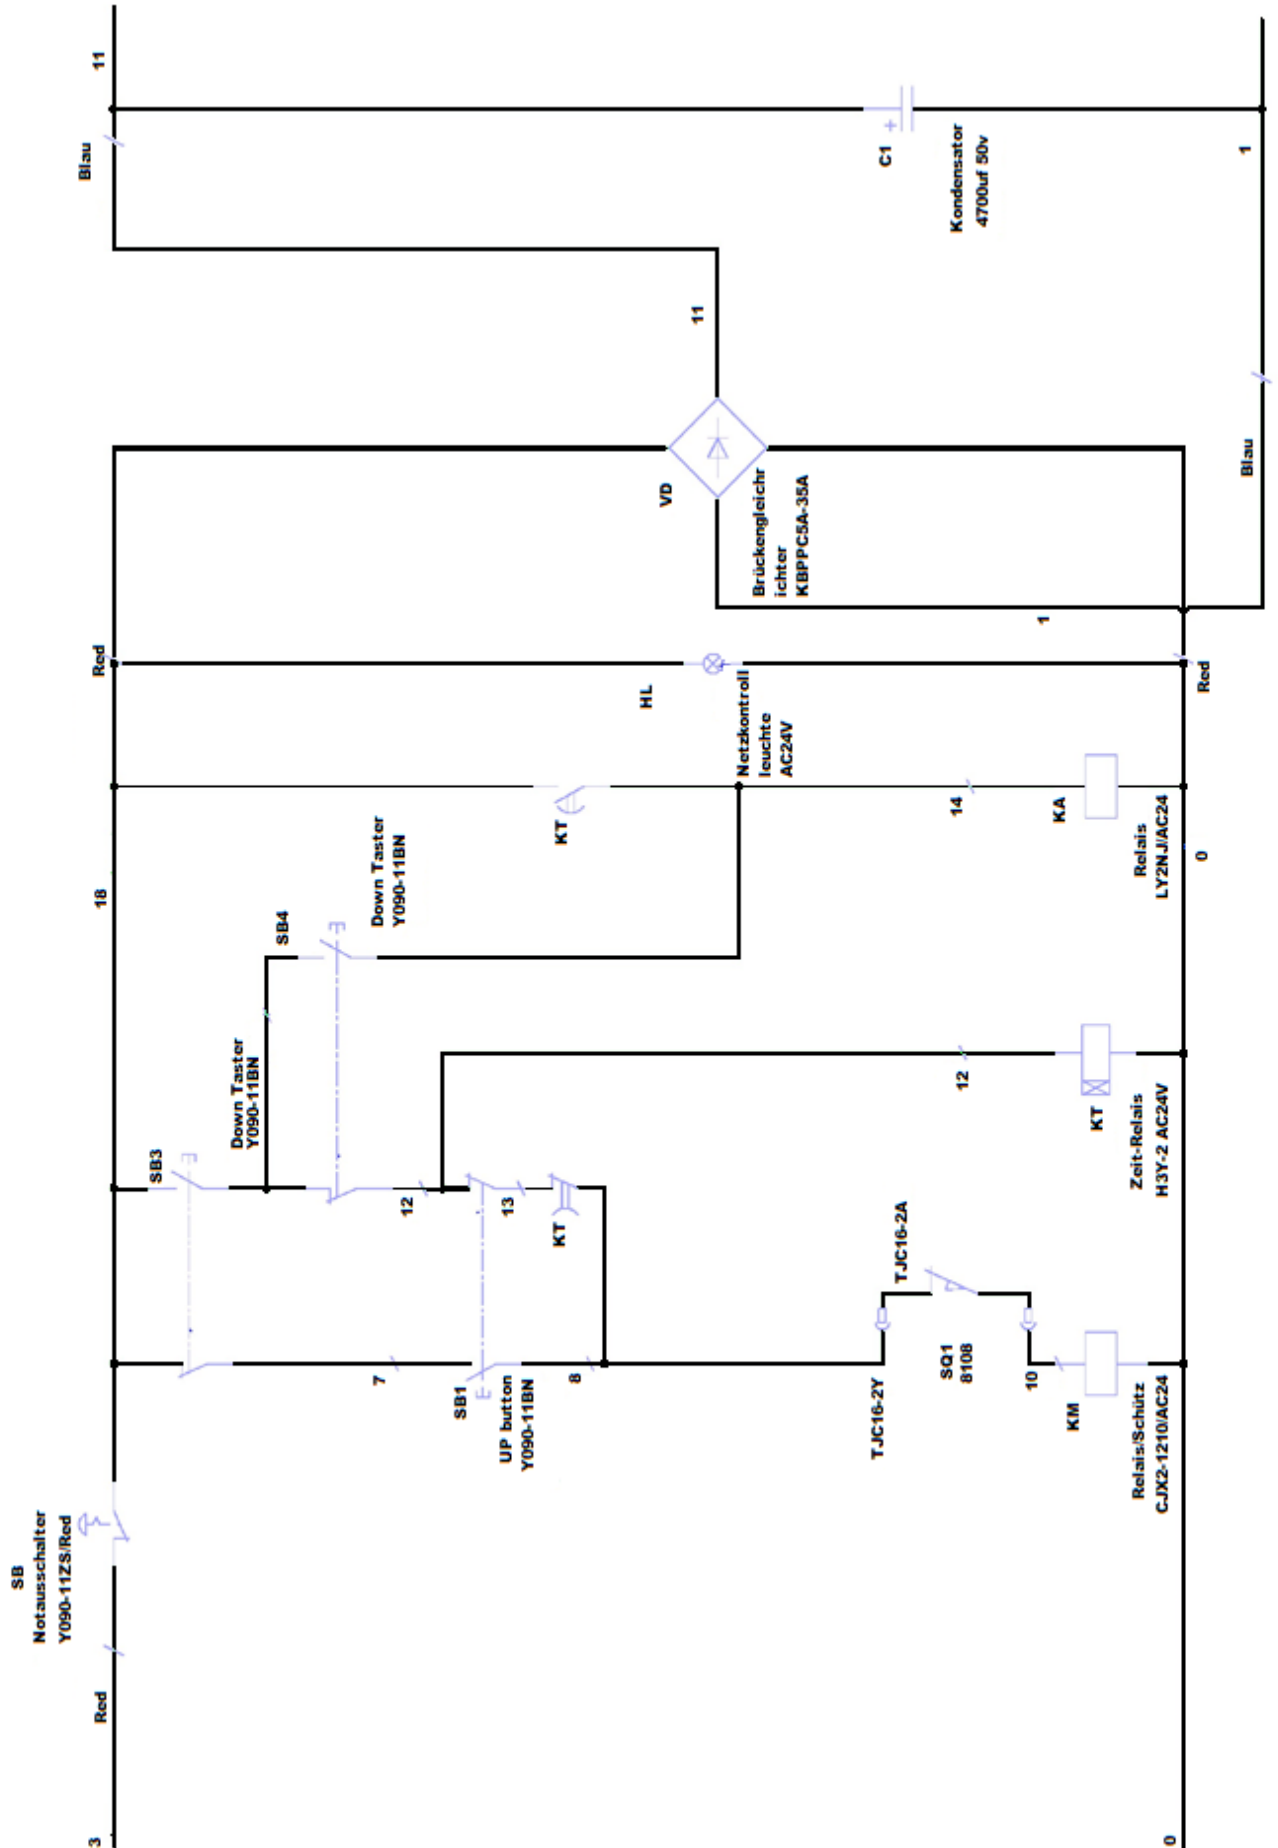 3
Red
SB
Notausschalter
Y090-11ZS/Red
18
Red
Blau
11
SB3
Down Taster
Y090-11BN
SB4
Down Taster
Y090-11BN
7
12
SB1
UP button
Y090-11BN
13
KT
8
KT
HL
Netzkontroll
leuchte
AC24V
VD
Brückengleichr
ichter
KBPPC5A-35A
11
C1
+
Kondensator
4700uf 50v
TJC16-2Y
TJC16-2A
SQ1
8108
10
12
14
1
KM
Relais/Schütz
CJX2-1210/AC24
KT
Zeit-Relais
H3Y-2 AC24V
KA
Relais
LY2NJ/AC24
0
0
Red
Blau
1